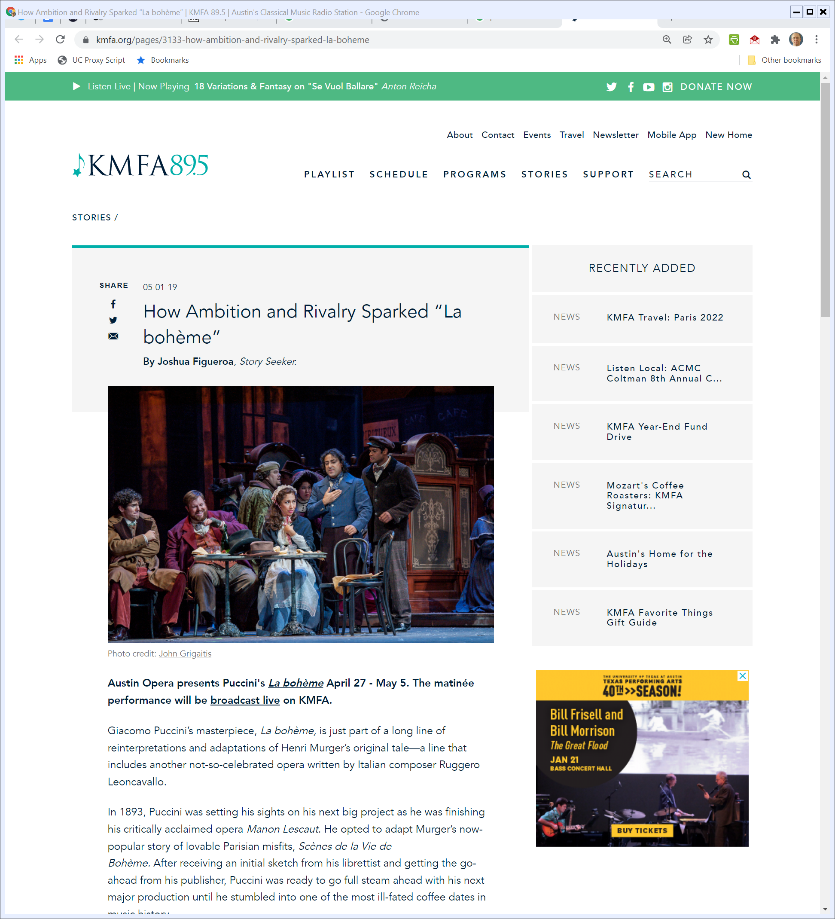 How Ambition and Rivalry Sparked "La bohème" | KMFA 89.5 | Austin's Classical Music Radio Station - Google Chrome
kmfa.org/pages/3133-how-ambition-and-rivalry-sparked-la-boheme
Apps UC Proxy Script Bookmarks Other bookmarks
Listen Live | Now Playing 18 Variations & Fantasy on "Se Vuol Ballare" Anton Reicha DONATE NOW
About Contact Events Travel Newsletter Mobile App New Home
KMFA89.5
PLAYLIST SCHEDULE PROGRAMS STORIES SUPPORT SEARCH
STORIES /
SHARE
05 01 19
How Ambition and Rivalry Sparked “La
bohème”
By Joshua Figueroa, Story Seeker.
Photo credit: John Grigaitis
Austin Opera presents Puccini's La bohème April 27 - May 5. The matinée
performance will be broadcast live on KMFA.
Giacomo Puccini’s masterpiece, La bohème, is just part of a long line of
reinterpretations and adaptations of Henri Murger’s original tale—a line that
includes another not-so-celebrated opera written by Italian composer Ruggero
Leoncavallo.
In 1893, Puccini was setting his sights on his next big project as he was finishing
his critically acclaimed opera Manon Lescaut. He opted to adapt Murger’s now-
popular story of lovable Parisian misfits, Scènes de la Vie de
Bohème. After receiving an initial sketch from his librettist and getting the go-
ahead from his publisher, Puccini was ready to go full steam ahead with his next
major production until he stumbled into one of the most ill-fated coffee dates in
music history.
RECENTLY ADDED
NEWS KMFA Travel: Paris 2022
NEWS Listen Local: ACMC
Coltman 8th Annual C...
NEWS KMFA Year-End Fund
Drive
NEWS Mozart's Coffee
Roasters: KMFA
Signatur...
NEWS Austin's Home for the
Holidays
NEWS KMFA Favorite Things
Gift Guide
THE UNIVERSITY OF TEXAS AT AUSTIN
TEXAS PERFORMING ARTS
40TH>>SEASON!
Bill Frisell and
Bill Morrison
The Great Flood
JAN 21
BASS CONCERT HALL
BUY TICKETS